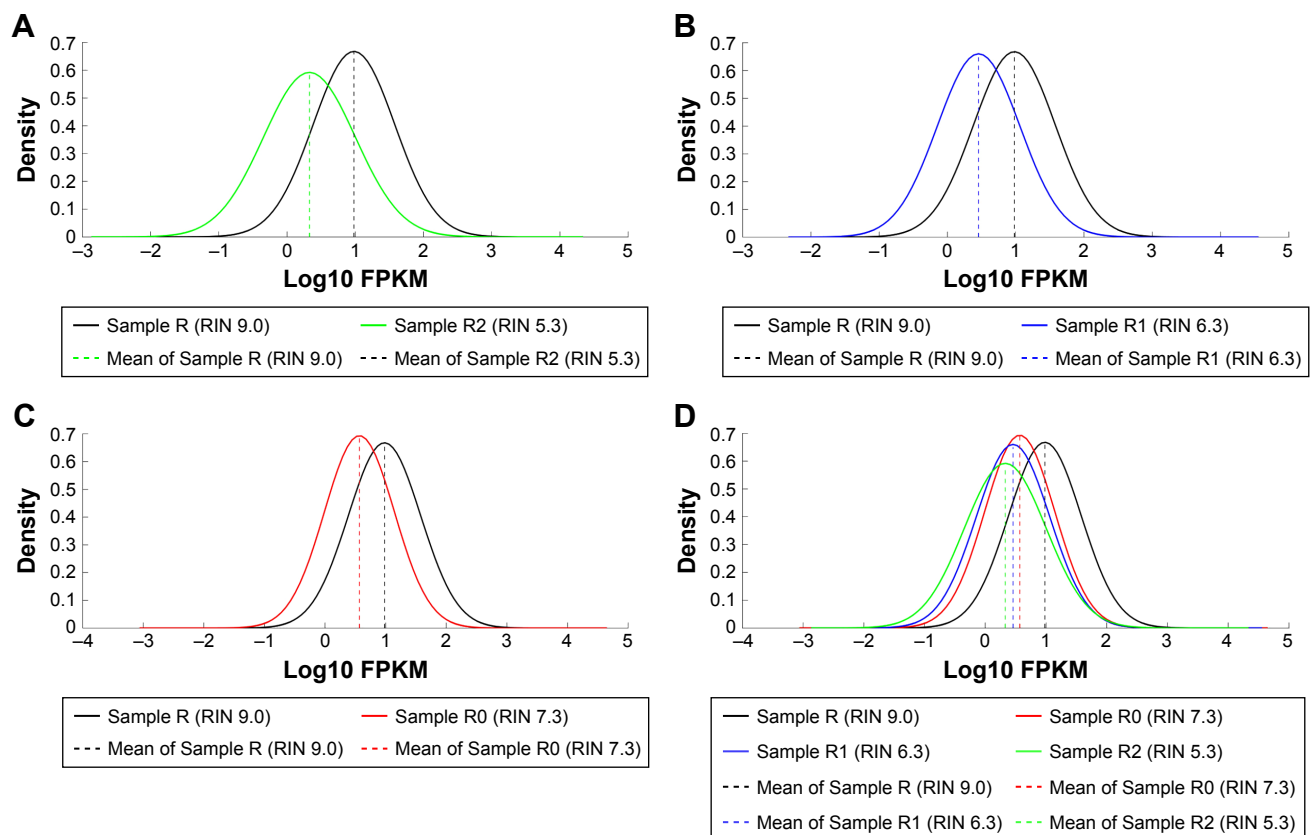 A
0.7
0.6
0.5
0.4
0.3
0.2
0.1
0
Density
–3 –2 –1 0 1 2 3 4 5
Log10 FPKM
Sample R (RIN 9.0) Sample R2 (RIN 5.3)
Mean of Sample R (RIN 9.0) Mean of Sample R2 (RIN 5.3)
B
0.7
0.6
0.5
0.4
0.3
0.2
0.1
0
Density
–3 –2 –1 0 1 2 3 4 5
Log10 FPKM
Sample R (RIN 9.0) Sample R1 (RIN 6.3)
Mean of Sample R (RIN 9.0) Mean of Sample R1 (RIN 6.3)
C
0.7
0.6
0.5
0.4
0.3
0.2
0.1
0
Density
–4 –3 –2 –1 0 1 2 3 4 5
Log10 FPKM
Sample R (RIN 9.0) Sample R0 (RIN 7.3)
Mean of Sample R (RIN 9.0) Mean of Sample R0 (RIN 7.3)
D
0.7
0.6
0.5
0.4
0.3
0.2
0.1
0
Density
–4 –3 –2 –1 0 1 2 3 4 5
Log10 FPKM
Sample R (RIN 9.0) Sample R0 (RIN 7.3)
Sample R1 (RIN 6.3) Sample R2 (RIN 5.3)
Mean of Sample R (RIN 9.0) Mean of Sample R0 (RIN 7.3)
Mean of Sample R1 (RIN 6.3) Mean of Sample R2 (RIN 5.3)